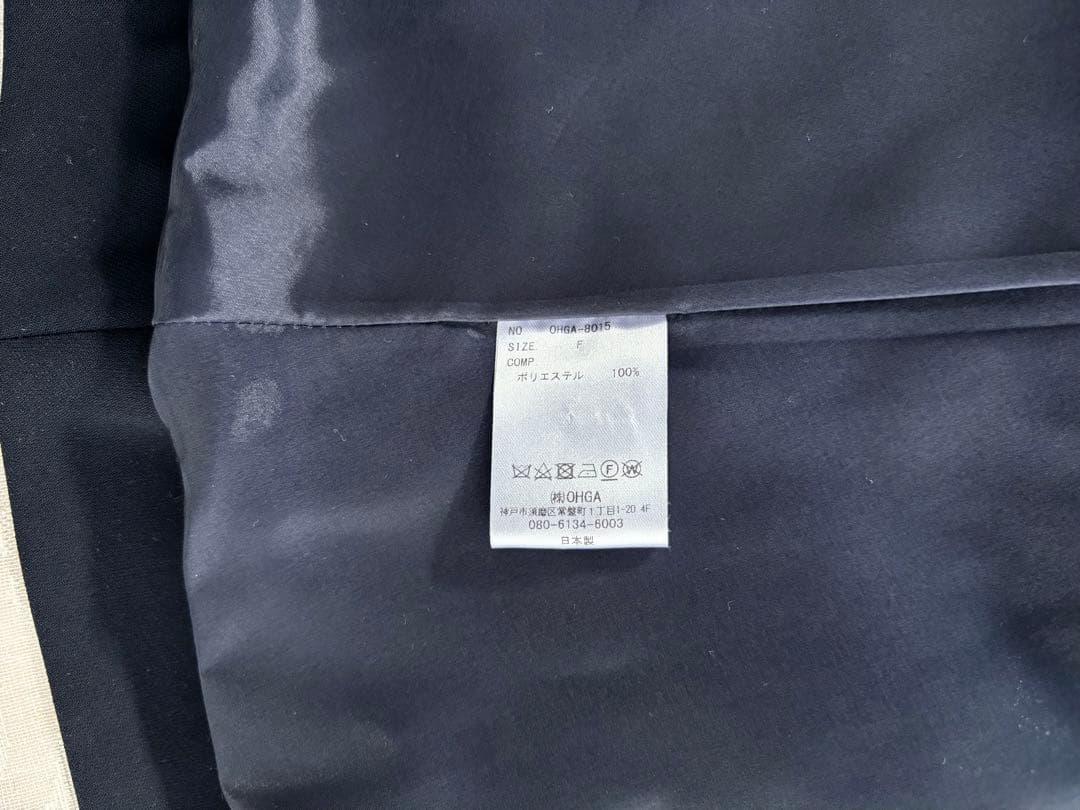 NO OHGA-8015
SIZE. F
COMP.
ポリエステル 100%
F W
㈱OHGA
神戸市須磨区常盤町1丁目1-20 4F
080-6134-6003
日本製